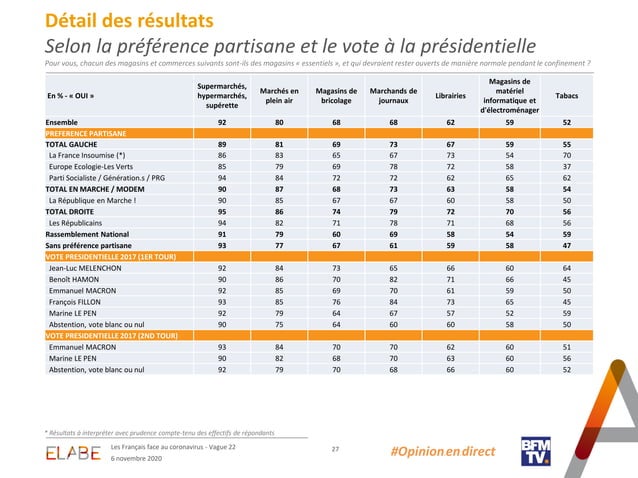 Détail des résultats
Selon la préférence partisane et le vote à la présidentielle
Pour vous, chacun des magasins et commerces suivants sont-ils des magasins « essentiels », et qui devraient rester ouverts de manière normale pendant le confinement ?
En % - « OUI » Supermarchés, hypermarchés, supérette Marchés en plein air Magasins de bricolage Marchands de journaux Librairies Magasins de matériel informatique et d'électroménager Tabacs
Ensemble 92 80 68 68 62 59 52
PREFERENCE PARTISANE
TOTAL GAUCHE 89 81 69 73 67 59 55
La France Insoumise (*) 86 83 65 67 73 54 70
Europe Ecologie-Les Verts 85 79 69 78 72 58 37
Parti Socialiste / Génération.s / PRG 94 84 72 72 62 65 62
TOTAL EN MARCHE / MODEM 90 87 68 73 63 58 54
La République en Marche ! 90 85 67 67 60 58 50
TOTAL DROITE 95 86 74 79 72 70 56
Les Républicains 94 82 71 78 71 68 56
Rassemblement National 91 79 60 69 58 54 59
Sans préférence partisane 93 77 67 61 59 58 47
VOTE PRESIDENTIELLE 2017 (1ER TOUR)
Jean-Luc MELENCHON 92 84 73 65 66 60 64
Benoît HAMON 90 86 70 82 71 66 45
Emmanuel MACRON 92 85 69 70 61 59 50
François FILLON 93 85 76 84 73 65 45
Marine LE PEN 92 79 64 67 57 52 59
Abstention, vote blanc ou nul 90 75 64 60 60 58 50
VOTE PRESIDENTIELLE 2017 (2ND TOUR)
Emmanuel MACRON 93 84 70 70 62 60 51
Marine LE PEN 90 82 68 70 63 60 56
Abstention, vote blanc ou nul 92 79 70 68 66 60 52
* Résultats à interpréter avec prudence compte-tenu des effectifs de répondants
ELABE
Les Français face au coronavirus - Vague 22
6 novembre 2020
27
#Opinion en direct
BFM
TV.